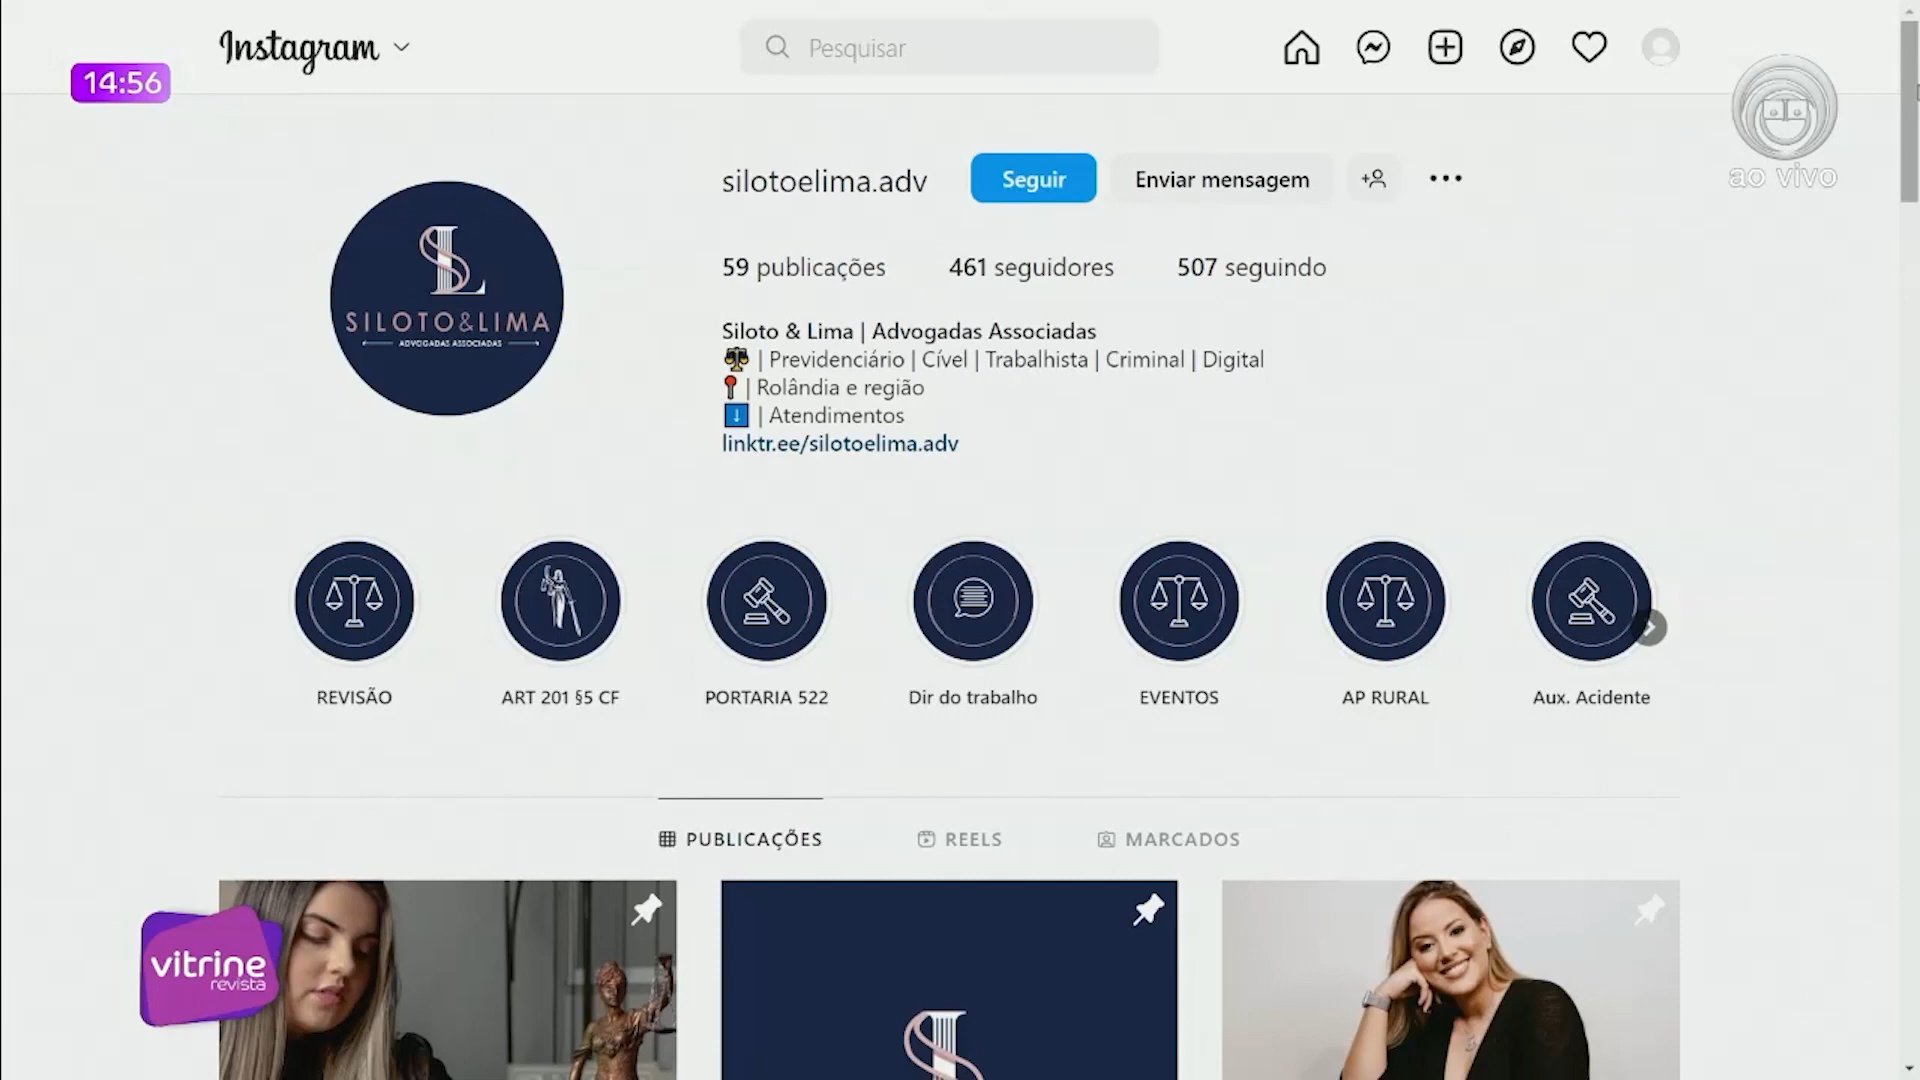 Instagram
Pesquisar
14:56
ao vivo
silotoelima.adv
Seguir
Enviar mensagem
59 publicações
461 seguidores
507 seguindo
SILOTO&LIMA
ADVOGADAS ASSOCIADAS
Siloto & Lima | Advogadas Associadas
| Previdenciário | Cível | Trabalhista | Criminal | Digital
| Rolândia e região
| Atendimentos
linktr.ee/silotoelima.adv
REVISÃO
ART 201 §5 CF
PORTARIA 522
Dir do trabalho
EVENTOS
AP RURAL
Aux. Acidente
PUBLICAÇÕES
REELS
MARCADOS
vitrine
revista